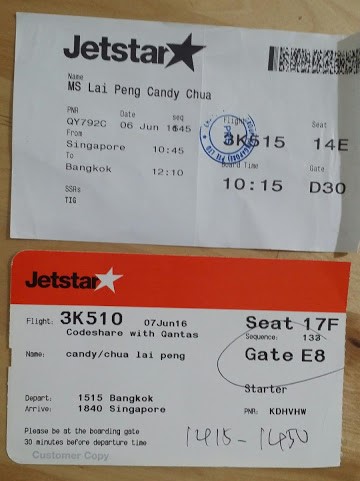 Jetstar
Name
MS Lai Peng Candy Chua
PNR Date seq Flight Seat
QY792C 06 Jun 16 3K515 14E
From Board Time Gate
Singapore 10:45 10:15 D30
To
Bangkok 12:10
SSRs
TIG
Jetstar
Flight: 3K510 07Jun16 Seat 17F
Codeshare with Qantas Sequence: 133
Name: candy/chua lai peng Gate E8
Starter
Depart: 1515 Bangkok
Arrive: 1840 Singapore PNR: KDHVHW
Please be at the boarding gate
30 minutes before departure time
1415 - 1450
Customer Copy